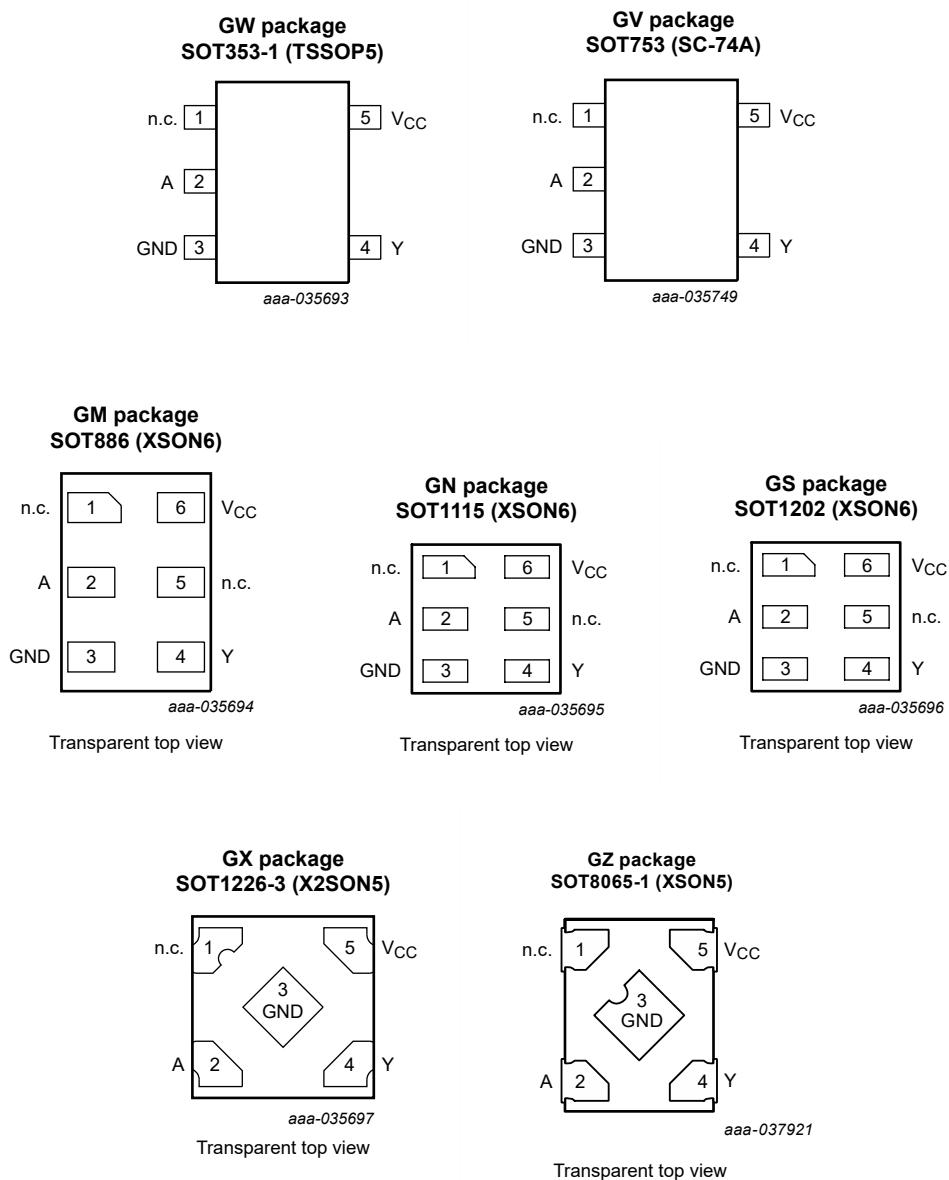 GW package
SOT353-1 (TSSOP5)
n.c. 1 5 VCC
A 2
GND 3 4 Y
aaa-035693
GV package
SOT753 (SC-74A)
n.c. 1 5 VCC
A 2
GND 3 4 Y
aaa-035749
GM package
SOT886 (XSON6)
n.c. 1 6 VCC
A 2 5 n.c.
GND 3 4 Y
aaa-035694
Transparent top view
GN package
SOT1115 (XSON6)
n.c. 1 6 VCC
A 2 5 n.c.
GND 3 4 Y
aaa-035695
Transparent top view
GS package
SOT1202 (XSON6)
n.c. 1 6 VCC
A 2 5 n.c.
GND 3 4 Y
aaa-035696
Transparent top view
GX package
SOT1226-3 (X2SON5)
n.c. 1 5 VCC
3
GND
A 2 4 Y
aaa-035697
Transparent top view
GZ package
SOT8065-1 (XSON5)
n.c. 1 5 VCC
3
GND
A 2 4 Y
aaa-037921
Transparent top view